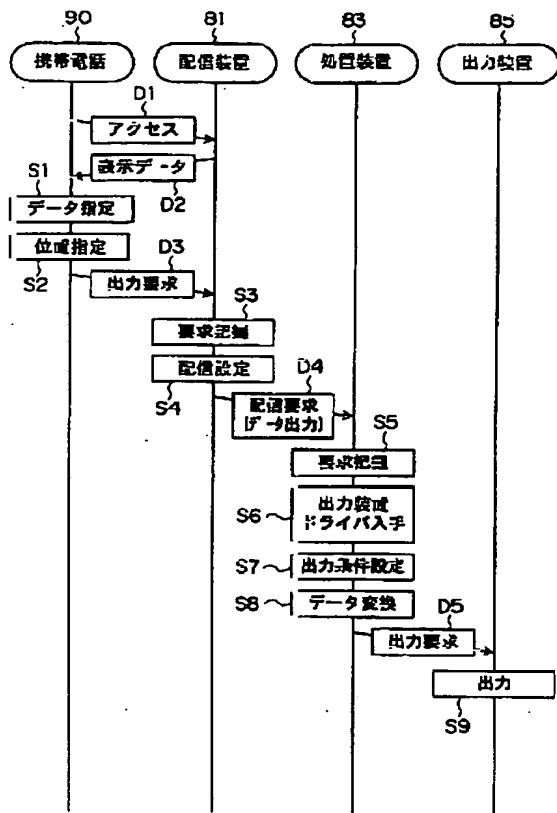 90
81
83
85
携帯電話
配信装置
処置装置
出力装置
D1
アクセス
表示データ
D2
S1
データ指定
位置指定
S2
D3
出力要求
S3
要求把握
配信設定
S4
D4
配信要求
(データ出力)
S5
要求把握
S6
出力装置
ドライバ入手
S7
出力条件設定
S8
データ変換
D5
出力要求
出力
S9